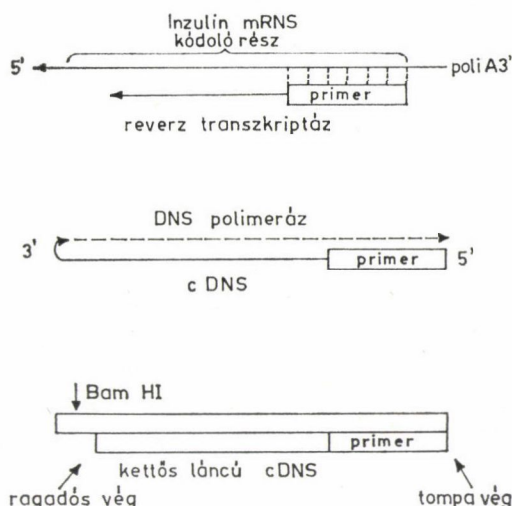 Inzulin mRNS
kódoló rész
5' poli A3'
primer
reverz transzkriptáz
DNS polimeráz
3' primer 5'
c DNS
Bam HI
primer
kettős láncú cDNS
ragadós vég tompa vég